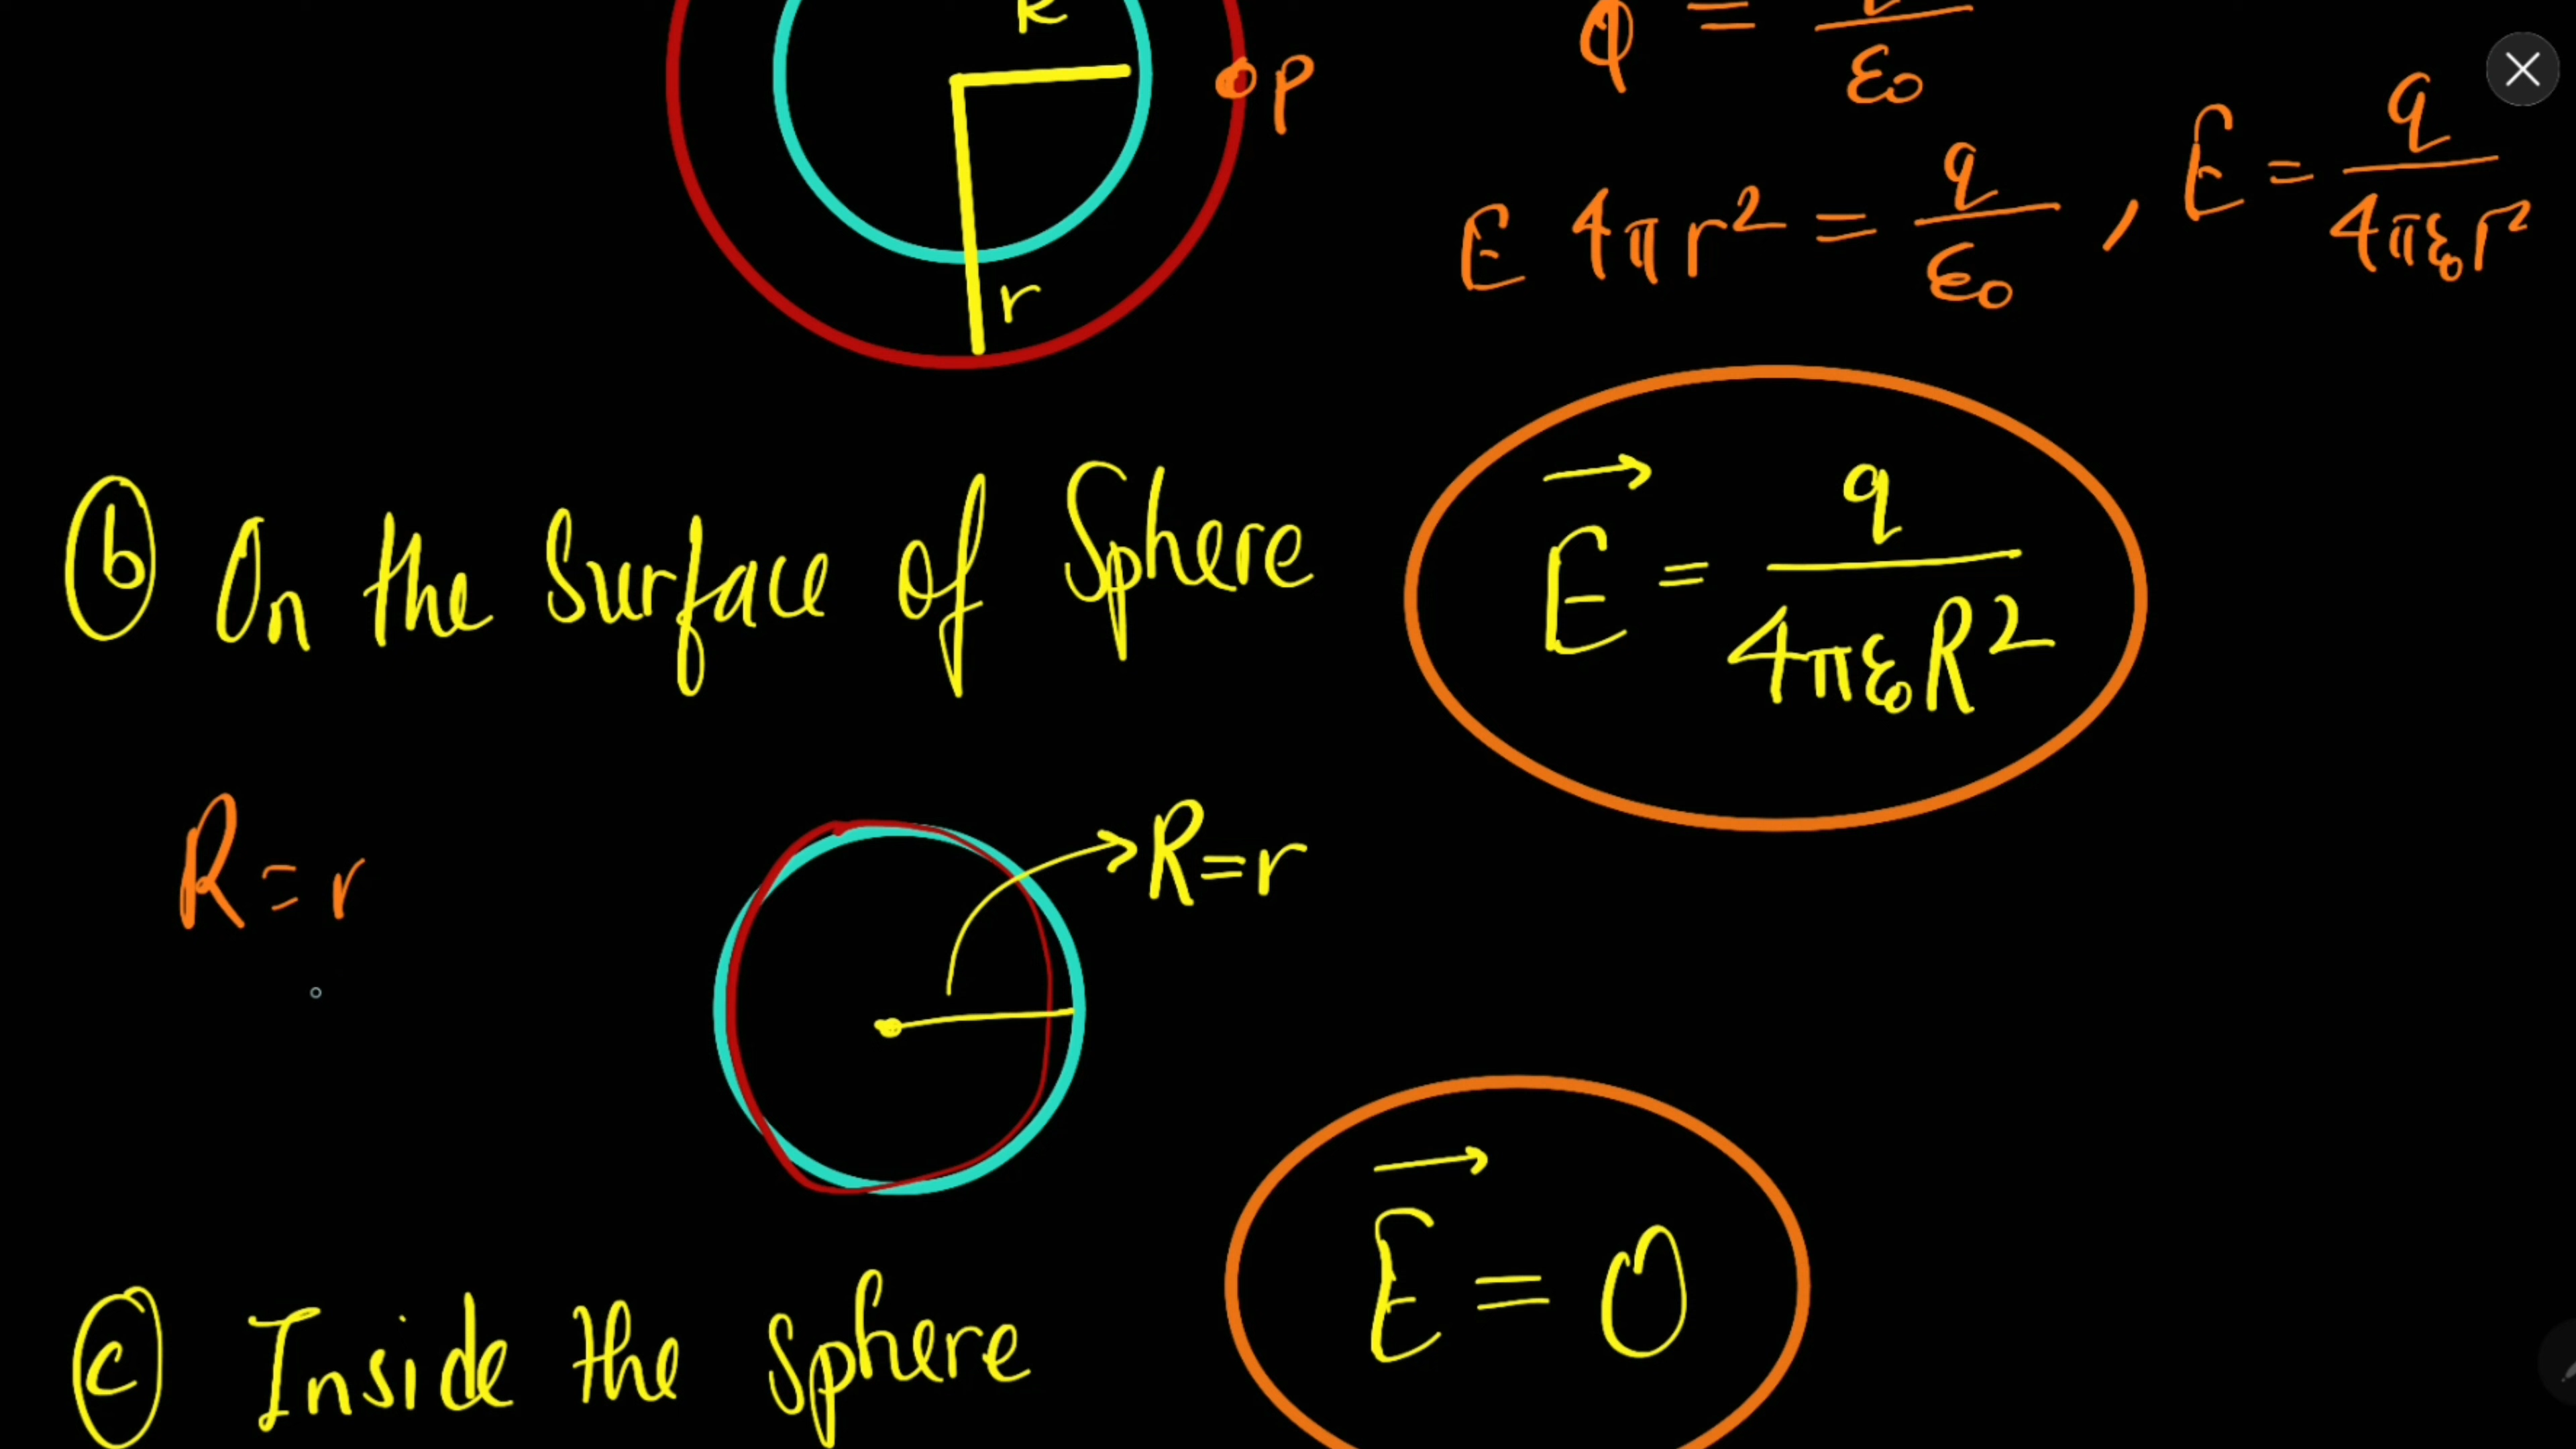 R
r
P
Φ = q/ε0
E 4πr² = q/ε0 , E = q/4πε0r²
b On the Surface of Sphere
E = q/4πε0R²
R=r
R=r
E = 0
c Inside the Sphere